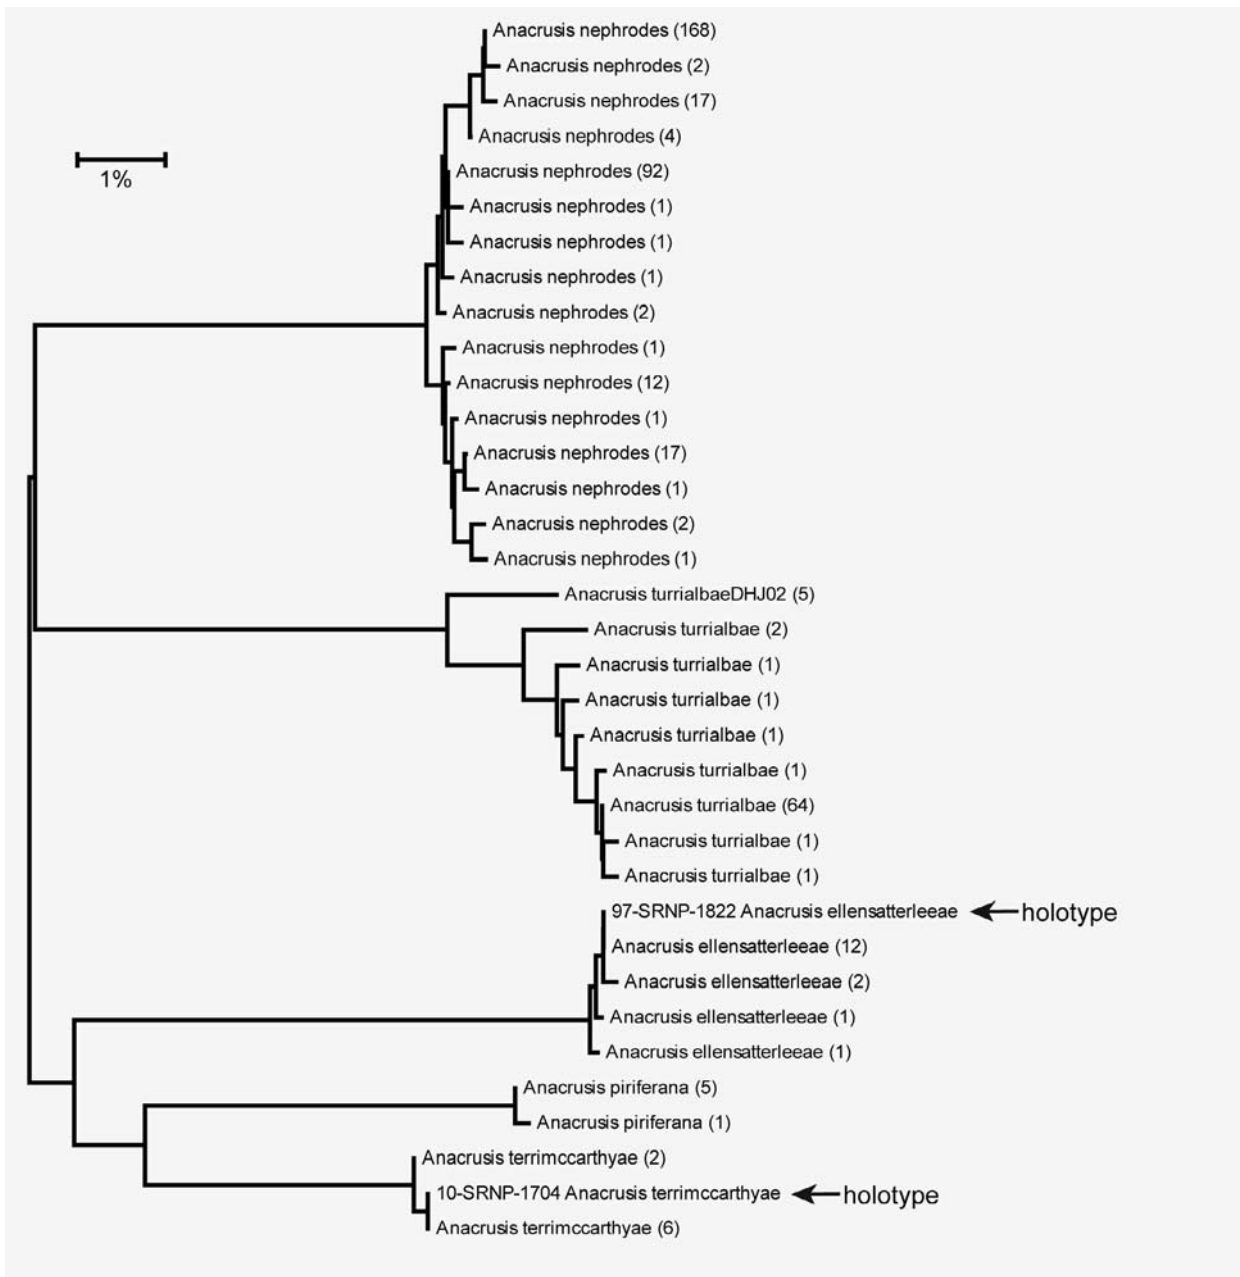 Anacrusis nephrodes (168)
Anacrusis nephrodes (2)
Anacrusis nephrodes (17)
Anacrusis nephrodes (4)
1%
Anacrusis nephrodes (92)
Anacrusis nephrodes (1)
Anacrusis nephrodes (1)
Anacrusis nephrodes (1)
Anacrusis nephrodes (2)
Anacrusis nephrodes (1)
Anacrusis nephrodes (12)
Anacrusis nephrodes (1)
Anacrusis nephrodes (17)
Anacrusis nephrodes (1)
Anacrusis nephrodes (2)
Anacrusis nephrodes (1)
Anacrusis turrialbaeDHJ02 (5)
Anacrusis turrialbae (2)
Anacrusis turrialbae (1)
Anacrusis turrialbae (1)
Anacrusis turrialbae (1)
Anacrusis turrialbae (1)
Anacrusis turrialbae (64)
Anacrusis turrialbae (1)
Anacrusis turrialbae (1)
97-SRNP-1822 Anacrusis ellensatterleeae holotype
Anacrusis ellensatterleeae (12)
Anacrusis ellensatterleeae (2)
Anacrusis ellensatterleeae (1)
Anacrusis ellensatterleeae (1)
Anacrusis piriferana (5)
Anacrusis piriferana (1)
Anacrusis terrimccarthyae (2)
10-SRNP-1704 Anacrusis terrimccarthyae holotype
Anacrusis terrimccarthyae (6)